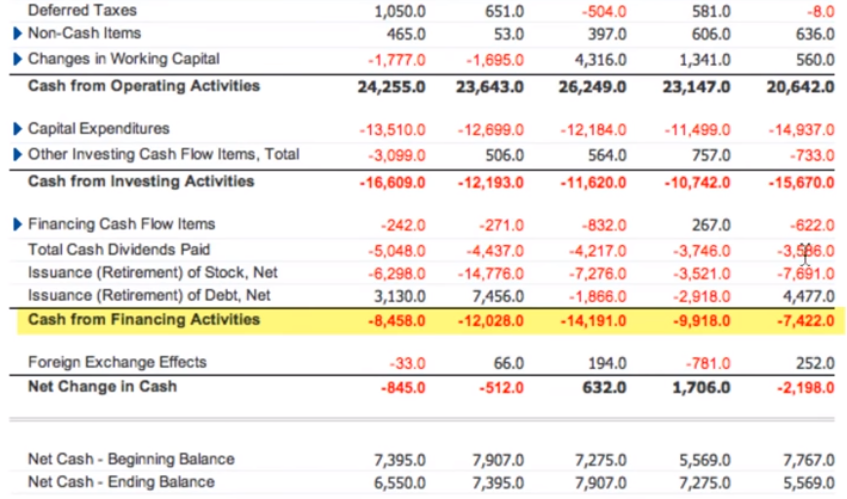 Deferred Taxes 1,050.0 651.0 -504.0 581.0 -8.0
Non-Cash Items 465.0 53.0 397.0 606.0 636.0
Changes in Working Capital -1,777.0 -1,695.0 4,316.0 1,341.0 560.0
Cash from Operating Activities 24,255.0 23,643.0 26,249.0 23,147.0 20,642.0
Capital Expenditures -13,510.0 -12,699.0 -12,184.0 -11,499.0 -14,937.0
Other Investing Cash Flow Items, Total -3,099.0 506.0 564.0 757.0 -733.0
Cash from Investing Activities -16,609.0 -12,193.0 -11,620.0 -10,742.0 -15,670.0
Financing Cash Flow Items -242.0 -271.0 -832.0 267.0 -622.0
Total Cash Dividends Paid -5,048.0 -4,437.0 -4,217.0 -3,746.0
Issuance (Retirement) of Stock, Net -6,298.0 -14,776.0 -7,276.0 -3,521.0 -7,691.0
Issuance (Retirement) of Debt, Net 3,130.0 7,456.0 -1,866.0 -2,918.0 4,477.0
Cash from Financing Activities -8,458.0 -12,028.0 -14,191.0 -9,918.0 -7,422.0
Foreign Exchange Effects -33.0 66.0 194.0 -781.0 252.0
Net Change in Cash -845.0 -512.0 632.0 1,706.0 -2,198.0
Net Cash - Beginning Balance 7,395.0 7,907.0 7,275.0 5,569.0 7,767.0
Net Cash - Ending Balance 6,550.0 7,395.0 7,907.0 7,275.0 5,569.0